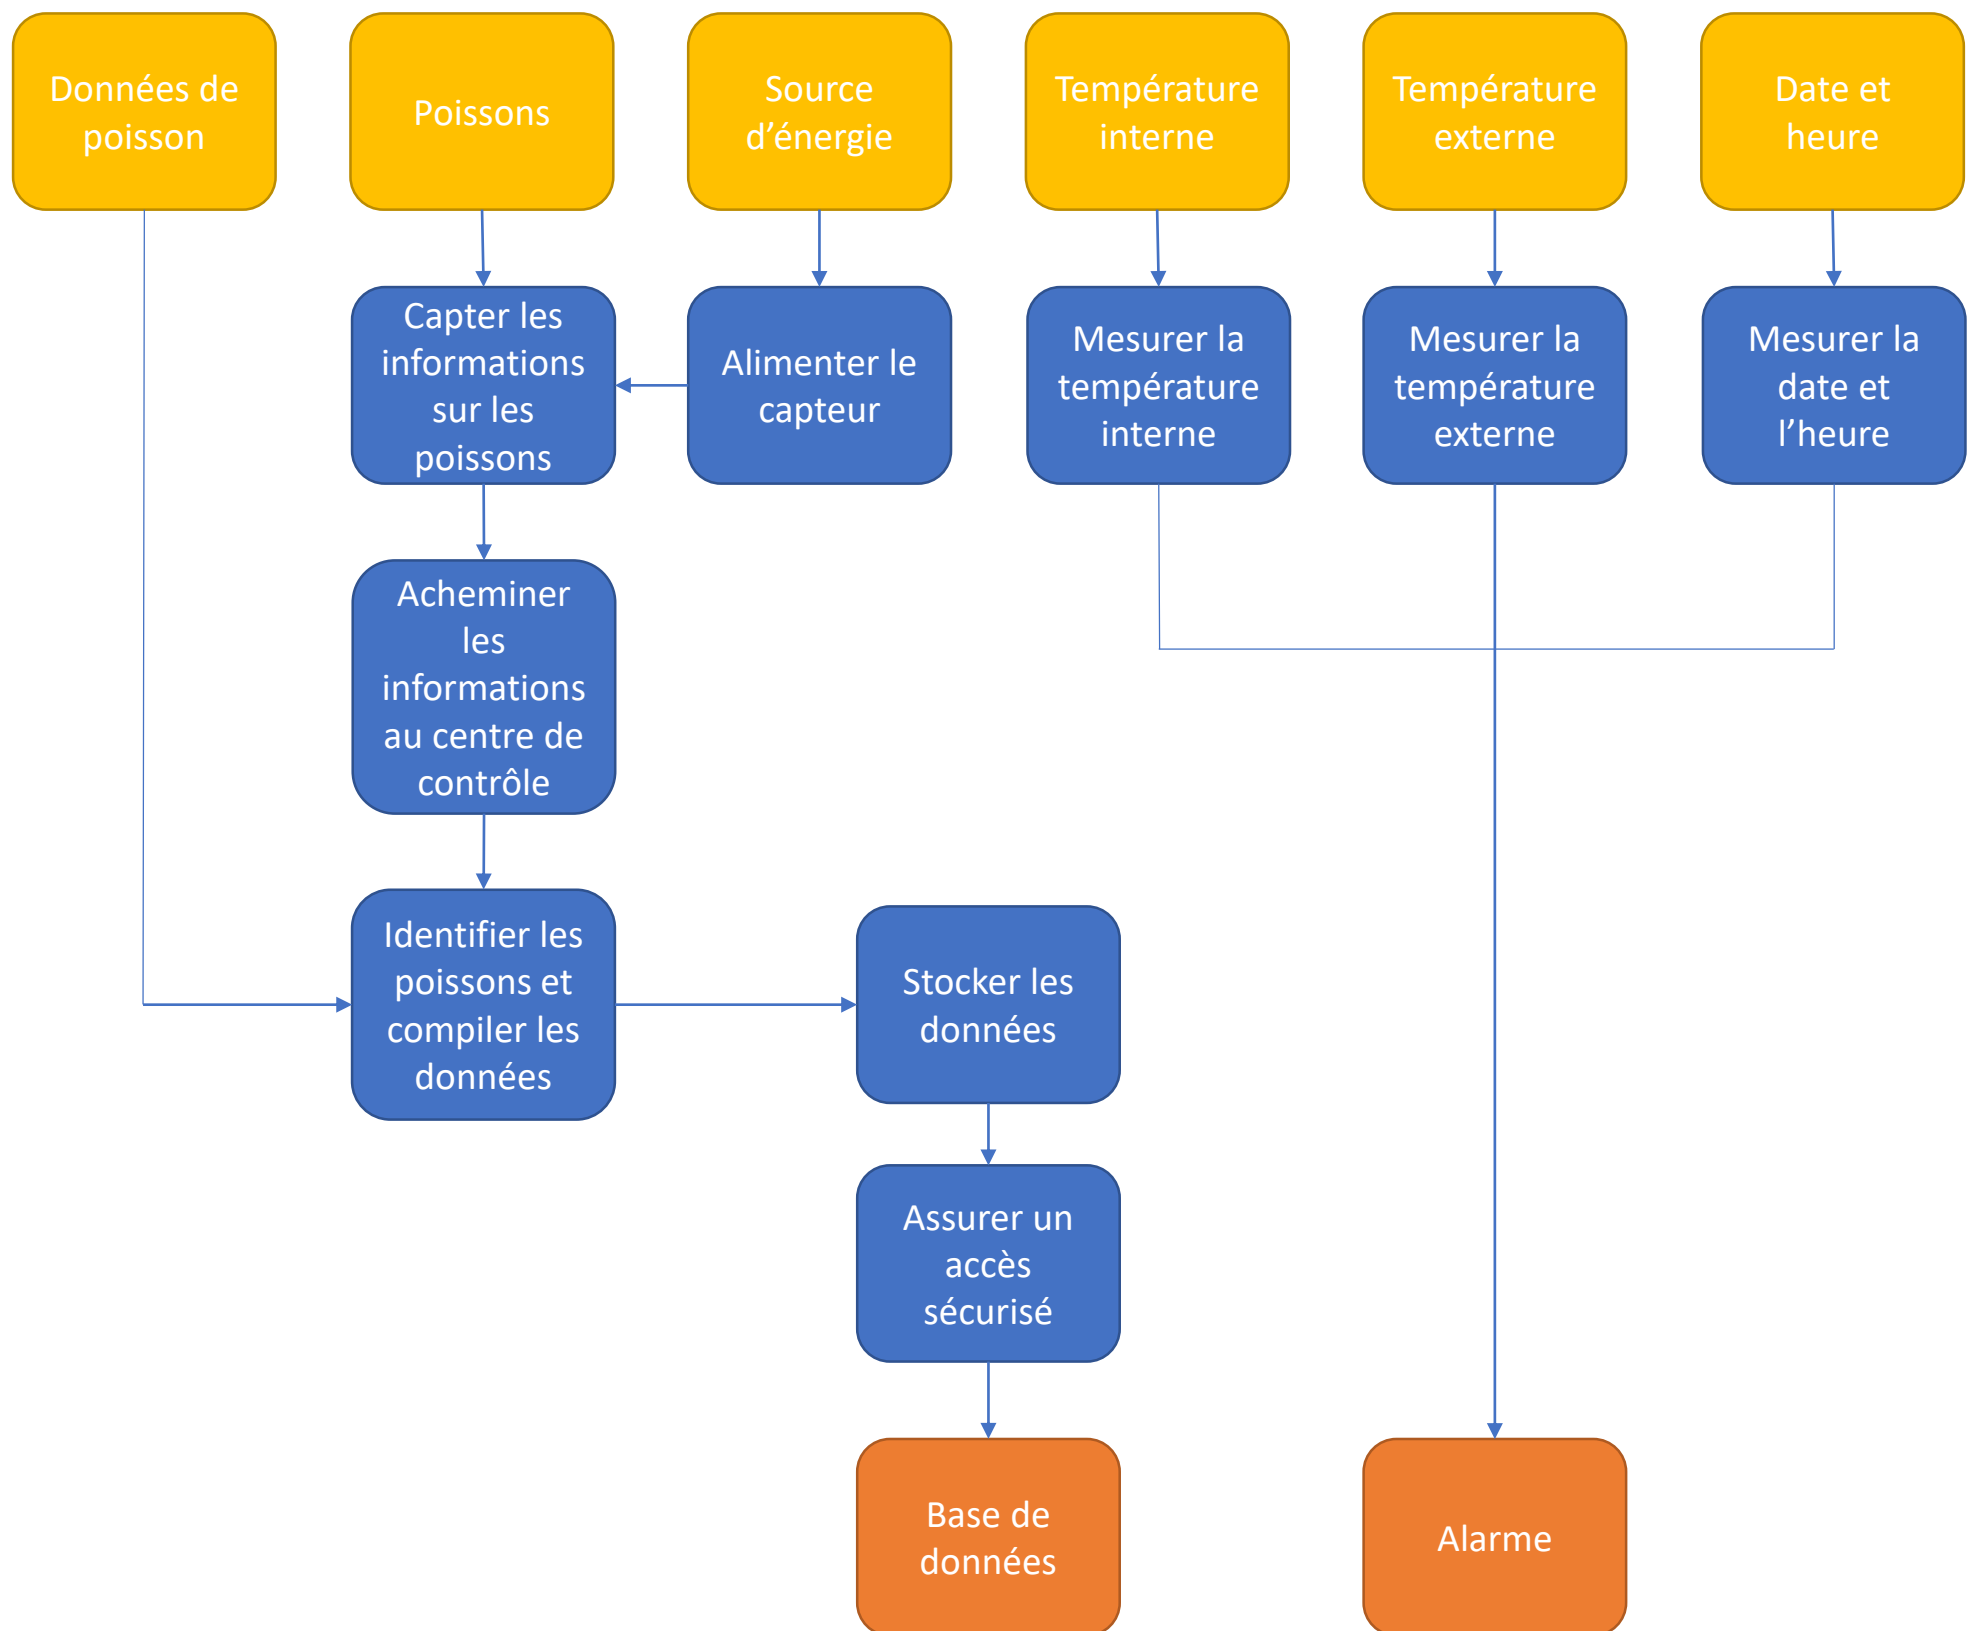 Données de
poisson
Poissons
Source
d’énergie
Température
interne
Température
externe
Date et
heure
Capter les
informations
sur les
poissons
Alimenter le
capteur
Mesurer la
température
interne
Mesurer la
température
externe
Mesurer la
date et
l’heure
Acheminer
les
informations
au centre de
contrôle
Identifier les
poissons et
compiler les
données
Stocker les
données
Assurer un
accès
sécurisé
Base de
données
Alarme